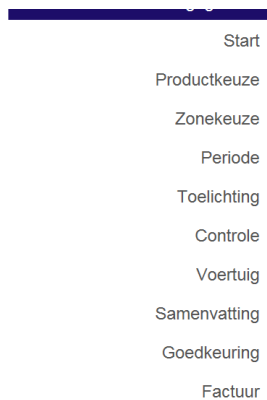 Start
Productkeuze
Zonekeuze
Periode
Toelichting
Controle
Voertuig
Samenvatting
Goedkeuring
Factuur